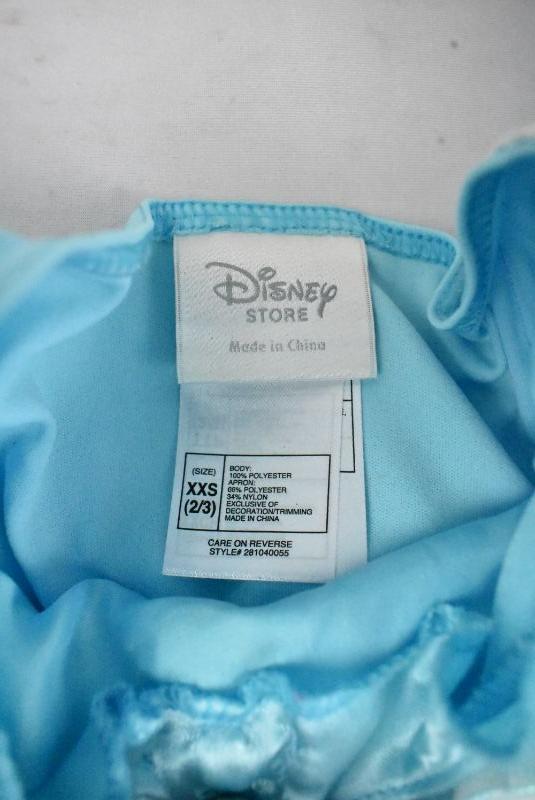 Disney
STORE
Made in China
(SIZE)
XXS
(2/3)
BODY:
100% POLYESTER
APRON:
66% POLYESTER
34% NYLON
EXCLUSIVE OF
DECORATION/TRIMMING
MADE IN CHINA
CARE ON REVERSE
STYLE# 281040055